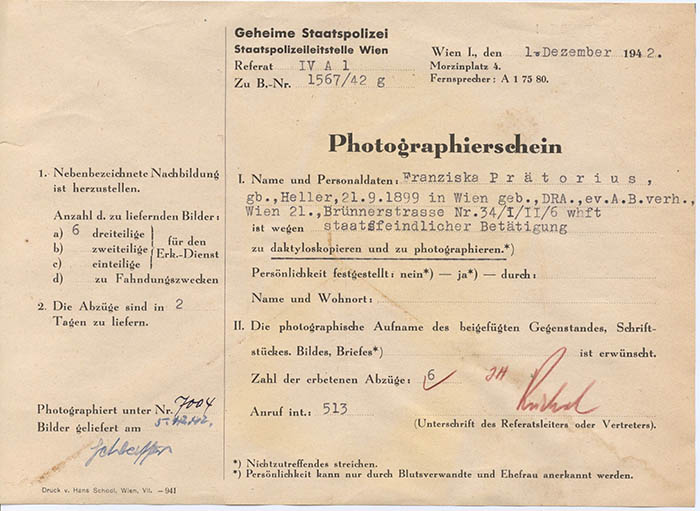 Geheime Staatspolizei
Staatspolizeileitstelle Wien
Referat IV A 1
Zu B.-Nr. 1567/42 g
Wien I., den 1. Dezember 1942.
Morzinplatz 4.
Fernsprecher: A 1 75 80.
Photographierschein
1. Nebenbezeichnete Nachbildung
ist herzustellen.
Anzahl d. zu liefernden Bilder:
a) 6 dreiteilige
b) zweiteilige
c) einteilige
für den
Erk.-Dienst
d) zu Fahndungszwecken
2. Die Abzüge sind in 2
Tagen zu liefern.
Photographiert unter Nr. 7004
Bilder geliefert am 5.12.42.
Druck v. Hans School, Wien, VII. —941
I. Name und Personaldaten: Franziska Prätorius,
gb.,Heller,21.9.1899 in Wien geb.,DRA.,ev.A.B.verh.,
Wien 21.,Brünnerstrasse Nr.34/I/II/6 whft
ist wegen staatsfeindlicher Betätigung
zu daktyloskopieren und zu photographieren.*)
Persönlichkeit festgestellt: nein*) — ja*) — durch:
Name und Wohnort:
II. Die photographische Aufname des beigefügten Gegenstandes, Schrift-
stückes. Bildes, Briefes*) ist erwünscht.
Zahl der erbetenen Abzüge: 6
Anruf int.: 513
(Unterschrift des Referatsleiters oder Vertreters).
*) Nichtzutreffendes streichen.
*) Persönlichkeit kann nur durch Blutsverwandte und Ehefrau anerkannt werden.